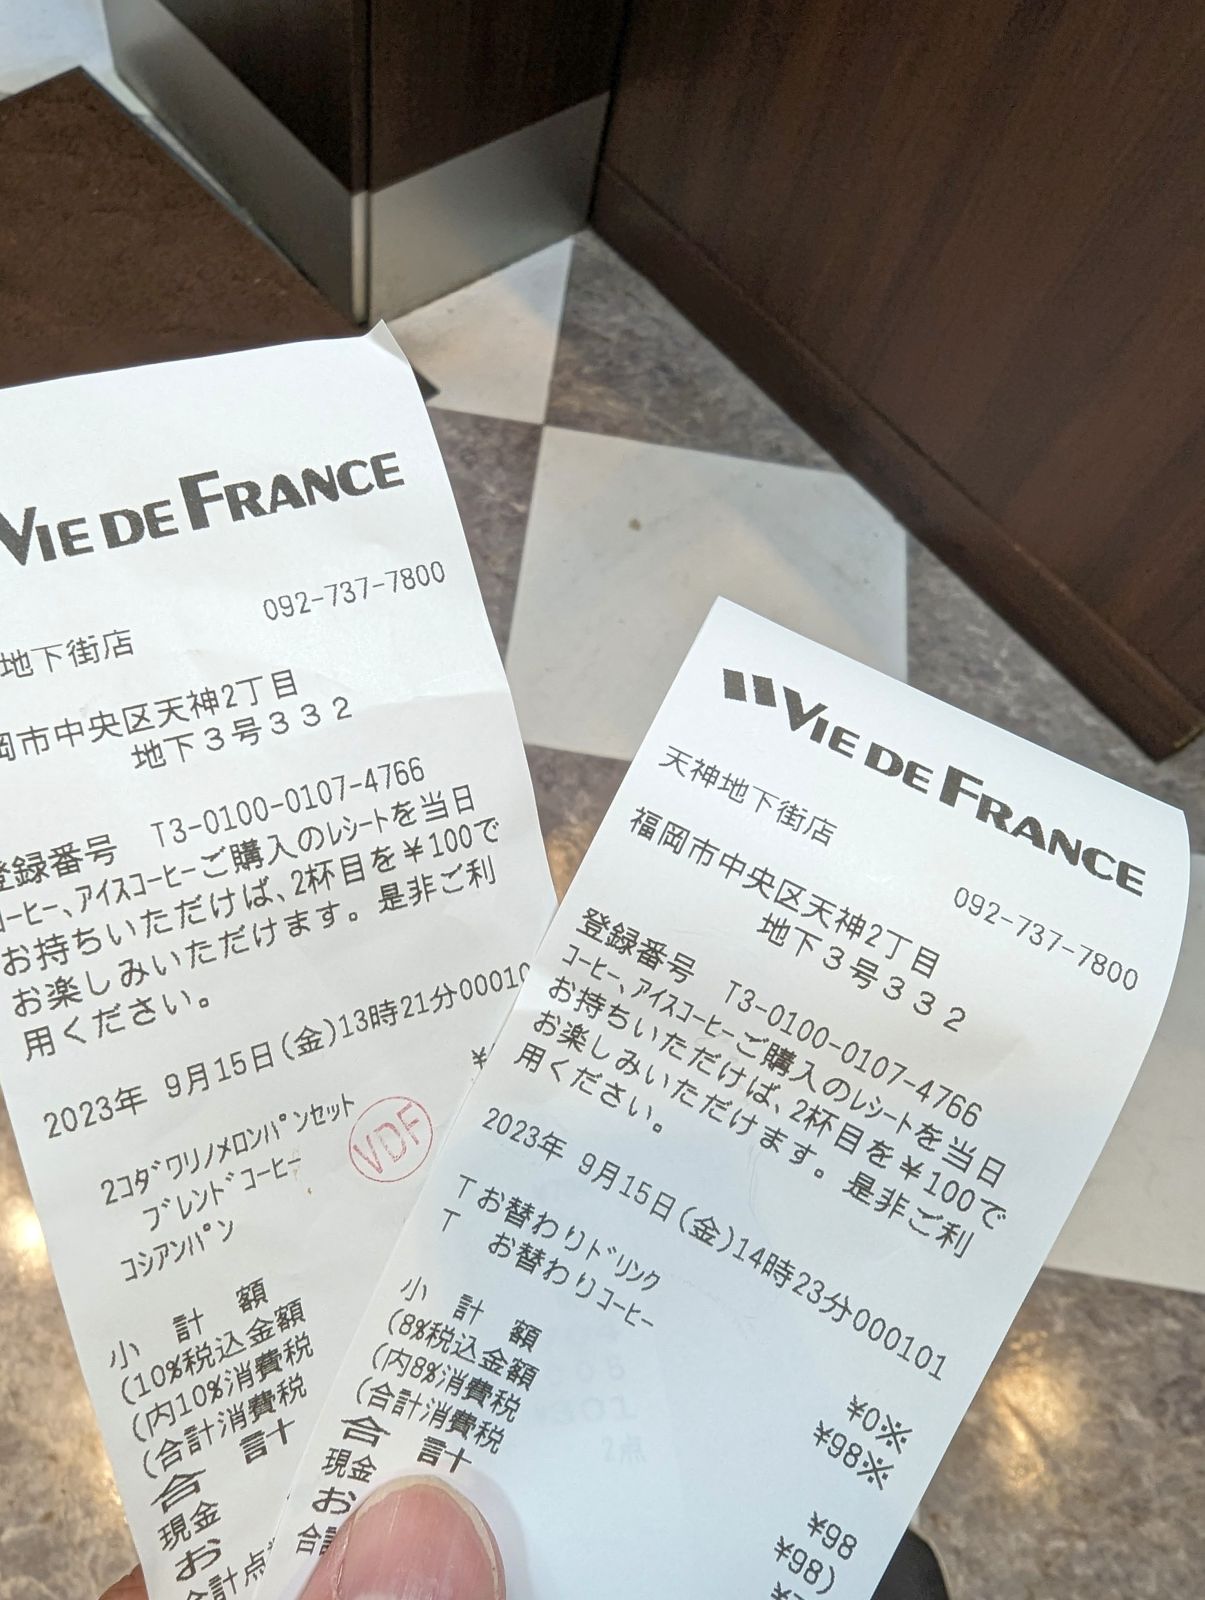 VIE DE FRANCE
092-737-7800
地下街店
岡市中央区天神2丁目
地下3号332
登録番号 T3-0100-0107-4766
コーヒー、アイスコーヒーご購入のレシートを当日
お持ちいただければ、2杯目を¥100で
お楽しみいただけます。是非ご利
用ください。
2023年 9月15日(金)13時21分00010
¥
2コダワリノメロンパンセット
ブレンドコーヒー
コシアンパン
VDF
小 計 額
(10%税込金額
(内10%消費税
(合計消費税
合 計
現金
お
合計点
VIE DE FRANCE
天神地下街店
092-737-7800
福岡市中央区天神2丁目
地下3号332
登録番号 T3-0100-0107-4766
コーヒー、アイスコーヒーご購入のレシートを当日
お持ちいただければ、2杯目を¥100で
お楽しみいただけます。是非ご利
用ください。
2023年 9月15日(金)14時23分000101
Tお替わりドリンク ¥0※
T お替わりコーヒー ¥98※
小 計 額 ¥98
(8%税込金額 ¥98)
(内8%消費税
(合計消費税
合 計
現金
お
合